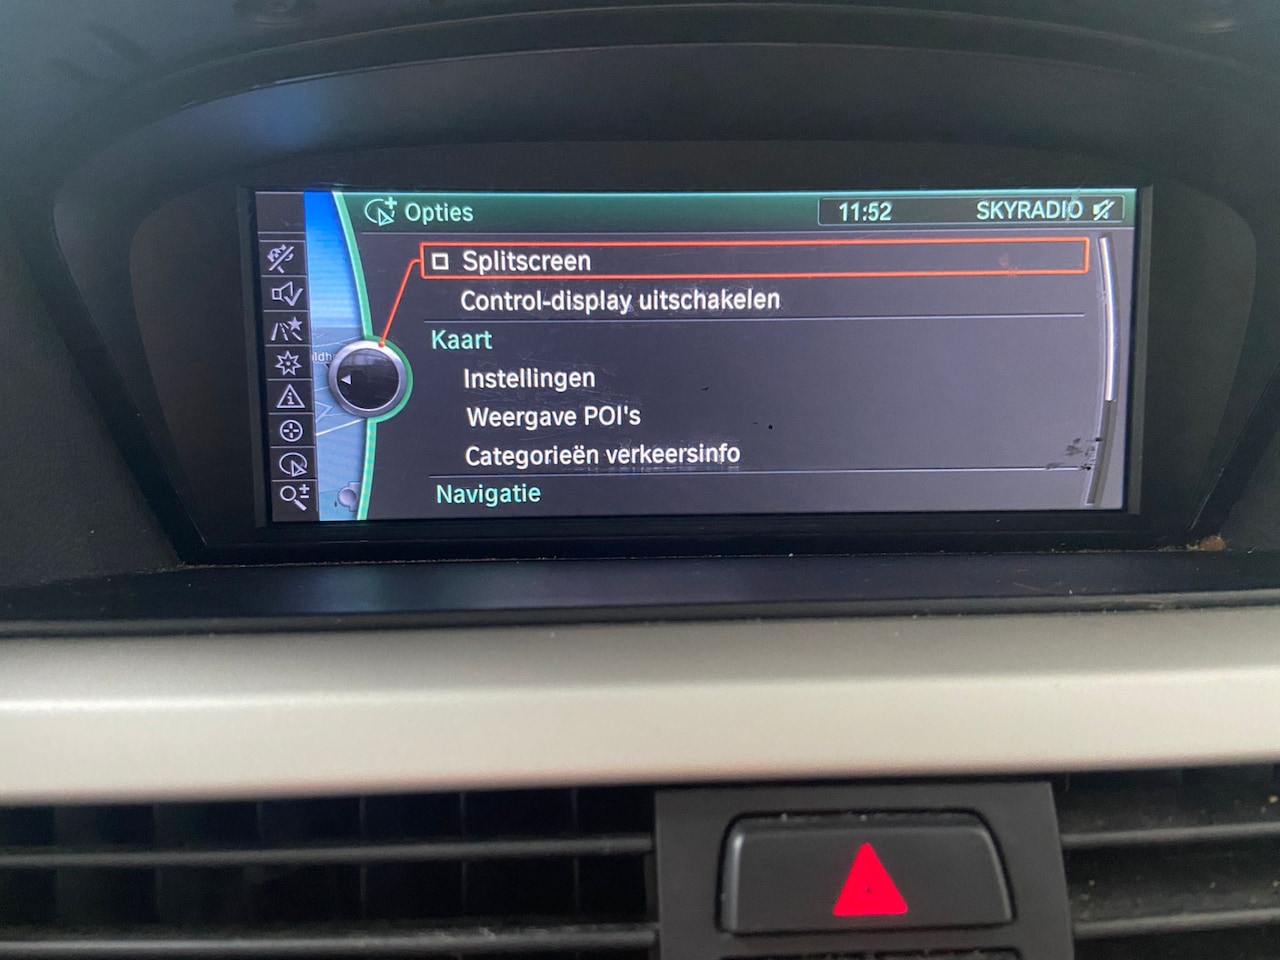 Opties
11:52 SKYRADIO
Splitscreen
Control-display uitschakelen
Kaart
Instellingen
Weergave POI's
Categorieën verkeersinfo
Navigatie